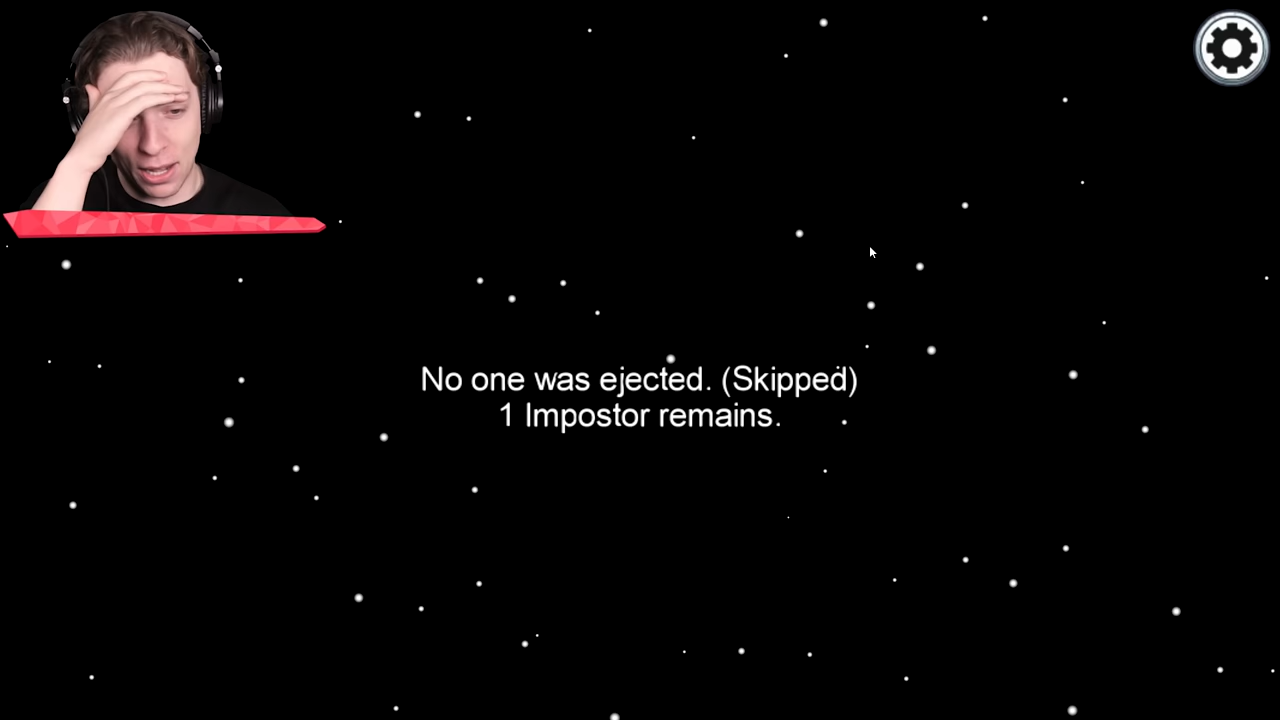 No one was ejected. (Skipped)
1 Impostor remains.